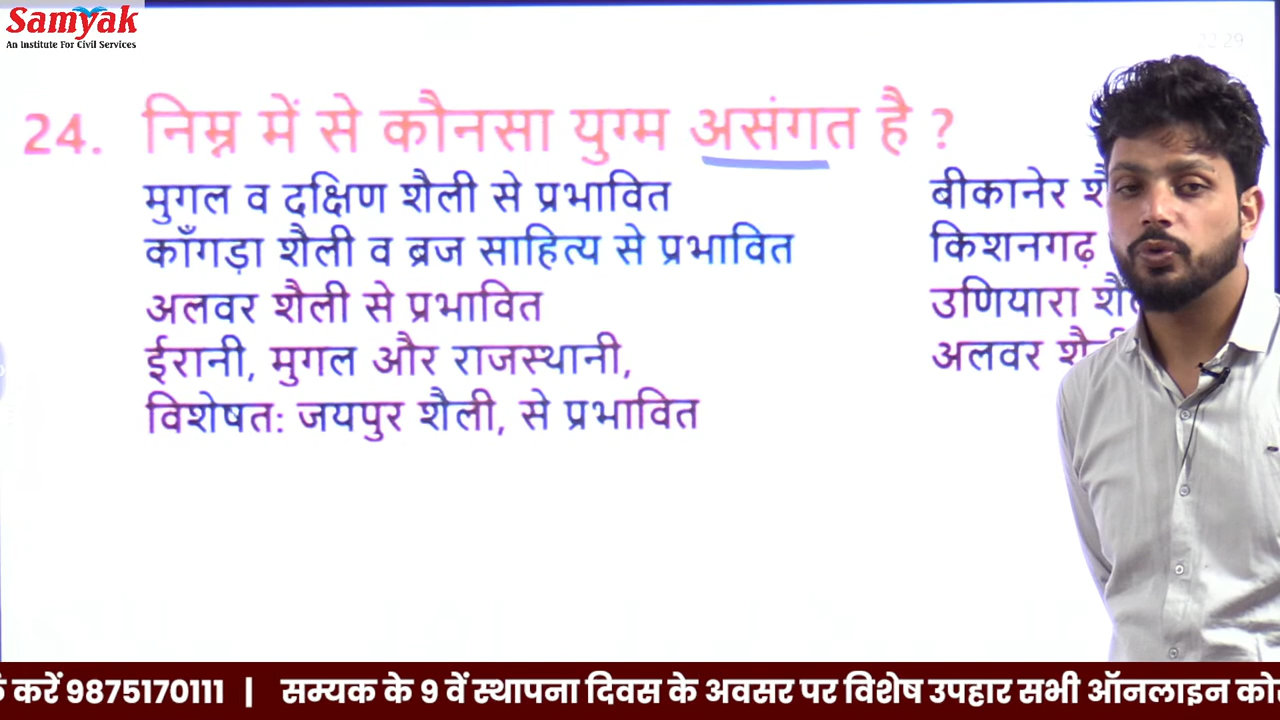 Samyak
An Institute For Civil Services
22:29
24. निम्न में से कौनसा युग्म असंगत है ?
मुगल व दक्षिण शैली से प्रभावित बीकानेर
काँगड़ा शैली व ब्रज साहित्य से प्रभावित किशनगढ़
अलवर शैली से प्रभावित उणियारा
ईरानी, मुगल और राजस्थानी, अलवर
विशेषत: जयपुर शैली, से प्रभावित
करें 9875170111 | सम्यक के 9 वें स्थापना दिवस के अवसर पर विशेष उपहार सभी ऑनलाइन